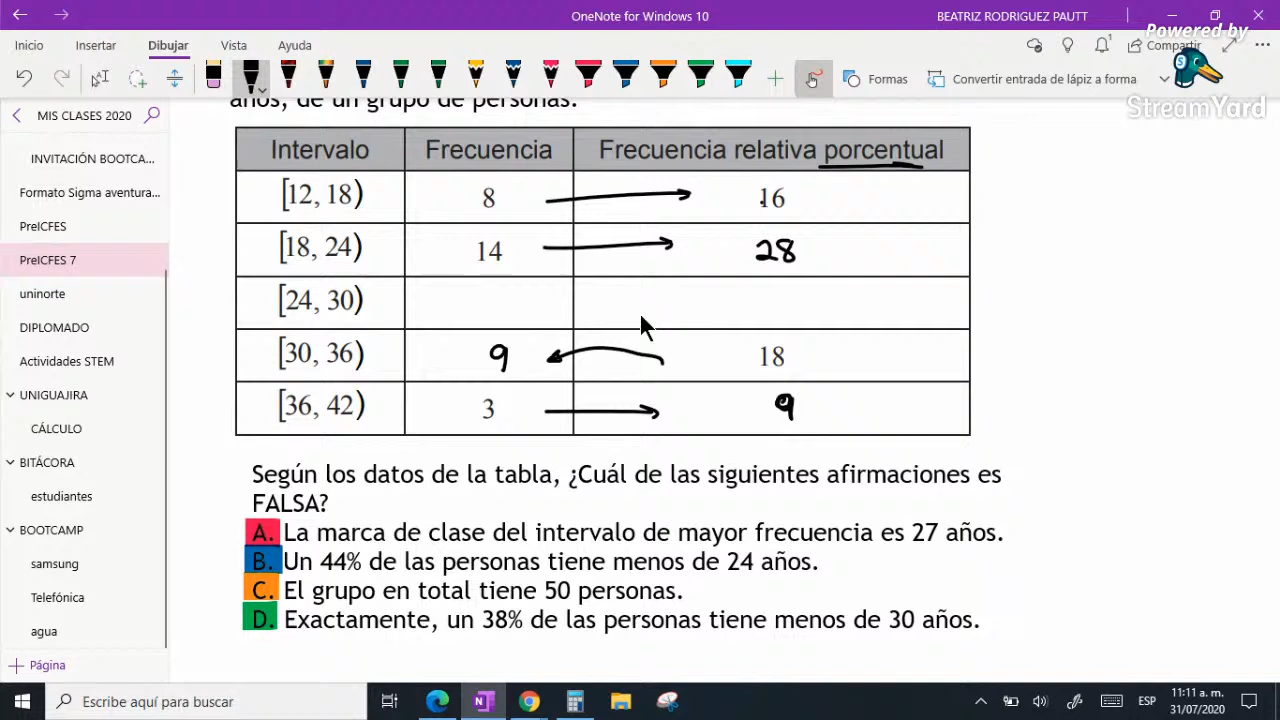 OneNote for Windows 10
BEATRIZ RODRIGUEZ PAUTT
Powered by
StreamYard
Inicio Insertar Dibujar Vista Ayuda Compartir
Formas Convertir entrada de lápiz a forma
MIS CLASES 2020
INVITACIÓN BOOTCA...
Formato Sigma aventura...
PreICFES
PreICFES 7
uninorte
DIPLOMADO
Actividades STEM
UNIGUAJIRA
CÁLCULO
BITÁCORA
estudiantes
BOOTCAMP
samsung
Telefónica
agua
Página
años, de un grupo de personas.
Intervalo Frecuencia Frecuencia relativa porcentual
[12, 18) 8 16
[18, 24) 14 28
[24, 30)
[30, 36) 9 18
[36, 42) 3 9
Según los datos de la tabla, ¿Cuál de las siguientes afirmaciones es
FALSA?
A. La marca de clase del intervalo de mayor frecuencia es 27 años.
B. Un 44% de las personas tiene menos de 24 años.
C. El grupo en total tiene 50 personas.
D. Exactamente, un 38% de las personas tiene menos de 30 años.
Escribe aquí para buscar
ESP
11:11 a. m.
31/07/2020